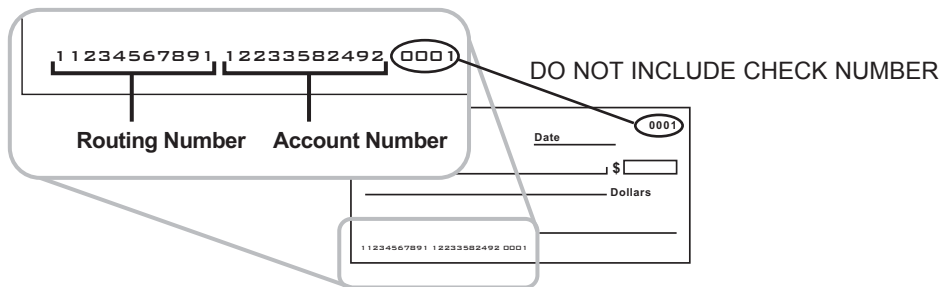 11234567891 12233582492 0001
DO NOT INCLUDE CHECK NUMBER
Routing Number Account Number
0001
Date
$
Dollars
11234567891 12233582492 0001